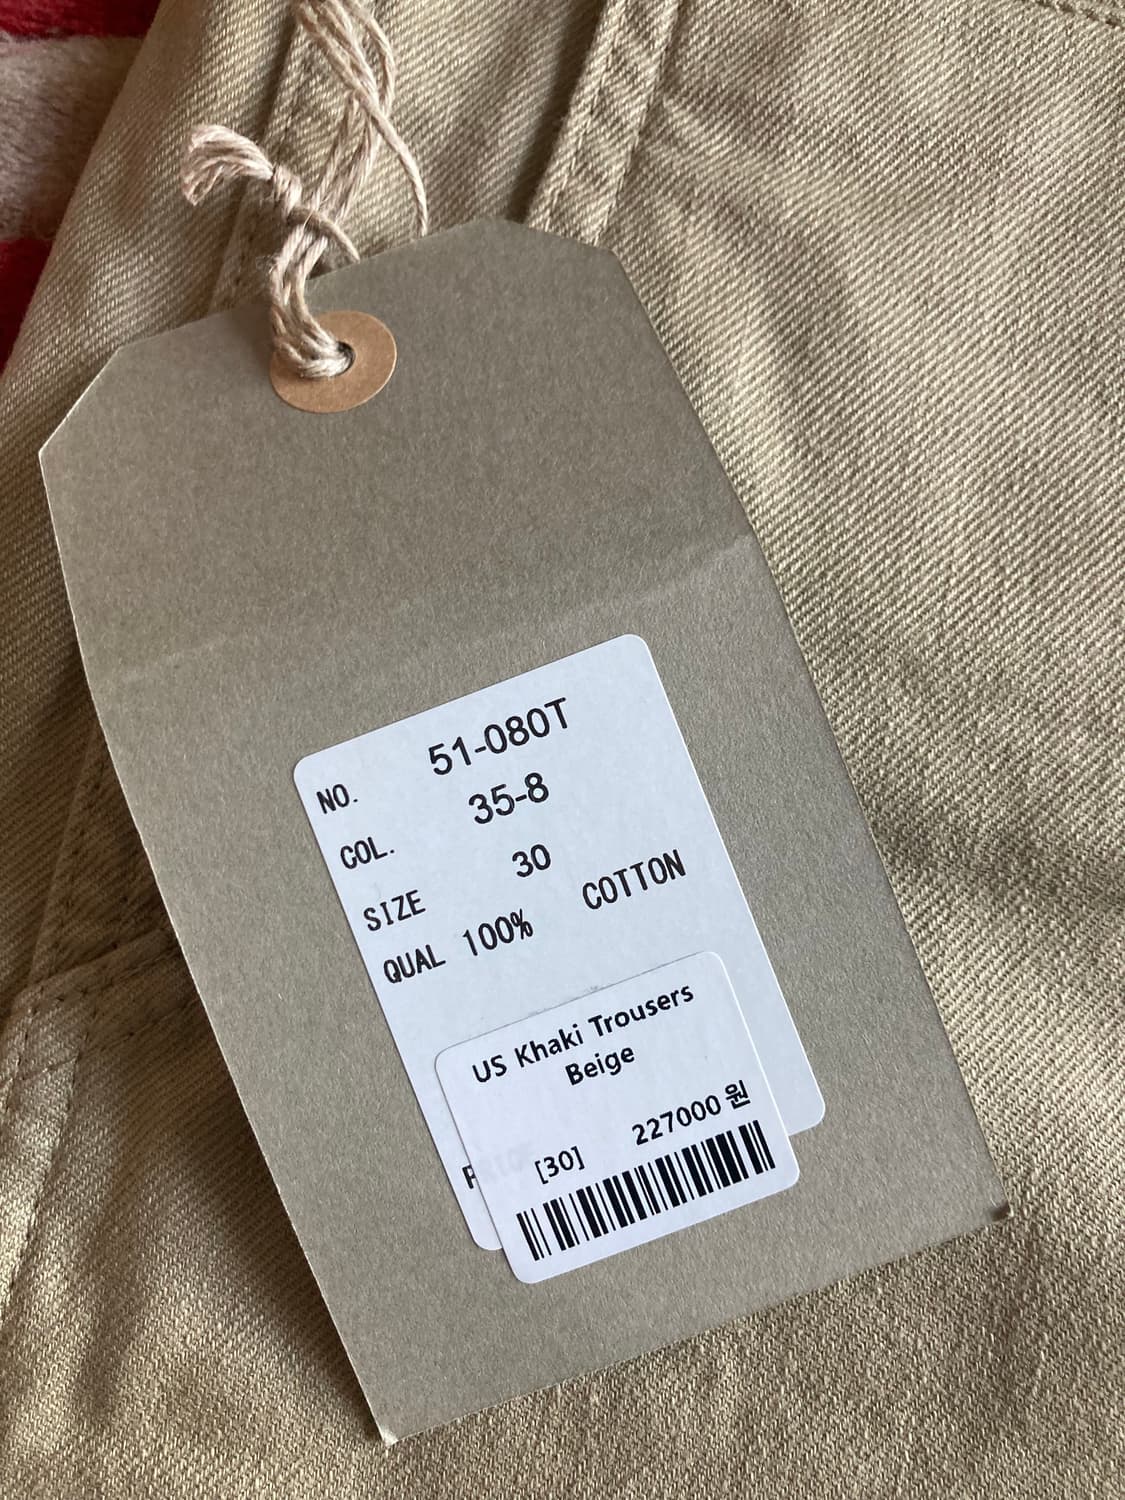 NO. 51-080T
COL. 35-8
SIZE 30
QUAL 100% COTTON
US Khaki Trousers
Beige
227000 원
[30]